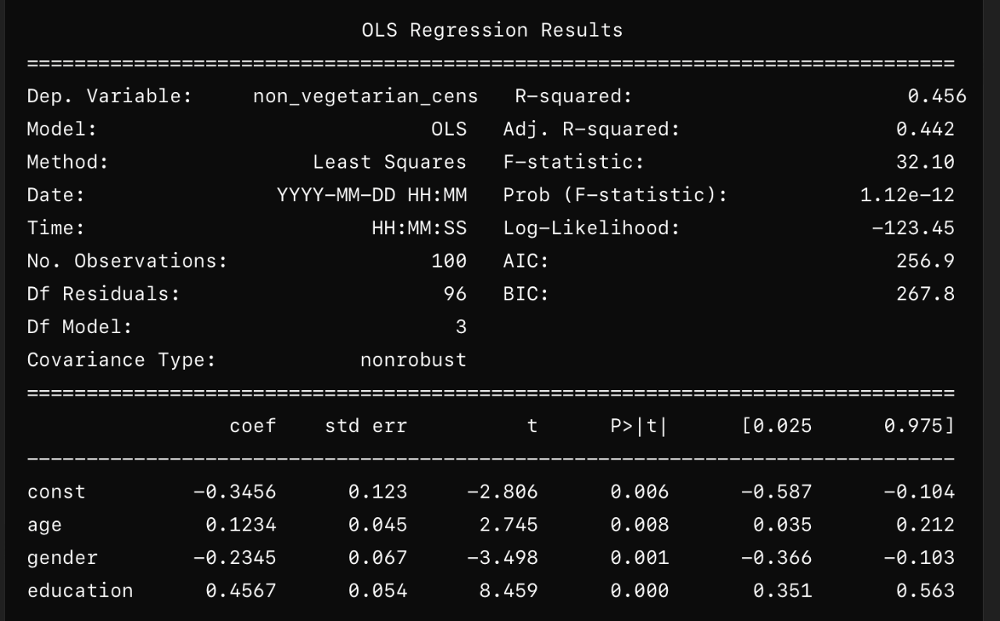 OLS Regression Results
==============================================================================
Dep. Variable:     non_vegetarian_cens   R-squared:                       0.456
Model:                            OLS   Adj. R-squared:                  0.442
Method:                 Least Squares   F-statistic:                     32.10
Date:                YYYY-MM-DD HH:MM   Prob (F-statistic):           1.12e-12
Time:                        HH:MM:SS   Log-Likelihood:                -123.45
No. Observations:                 100   AIC:                             256.9
Df Residuals:                      96   BIC:                             267.8
Df Model:                           3
Covariance Type:            nonrobust
==============================================================================
                 coef    std err          t      P>|t|      [0.025      0.975]
------------------------------------------------------------------------------
const         -0.3456      0.123     -2.806      0.006      -0.587      -0.104
age            0.1234      0.045      2.745      0.008       0.035       0.212
gender        -0.2345      0.067     -3.498      0.001      -0.366      -0.103
education      0.4567      0.054      8.459      0.000       0.351       0.563